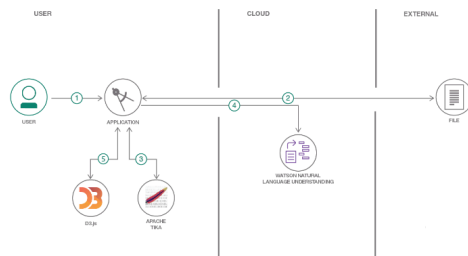 USER
CLOUD
EXTERNAL
1
2
4
USER
APPLICATION
FILE
5
3
WATSON NATURAL
LANGUAGE UNDERSTANDING
D3.js
APACHE
TIKA